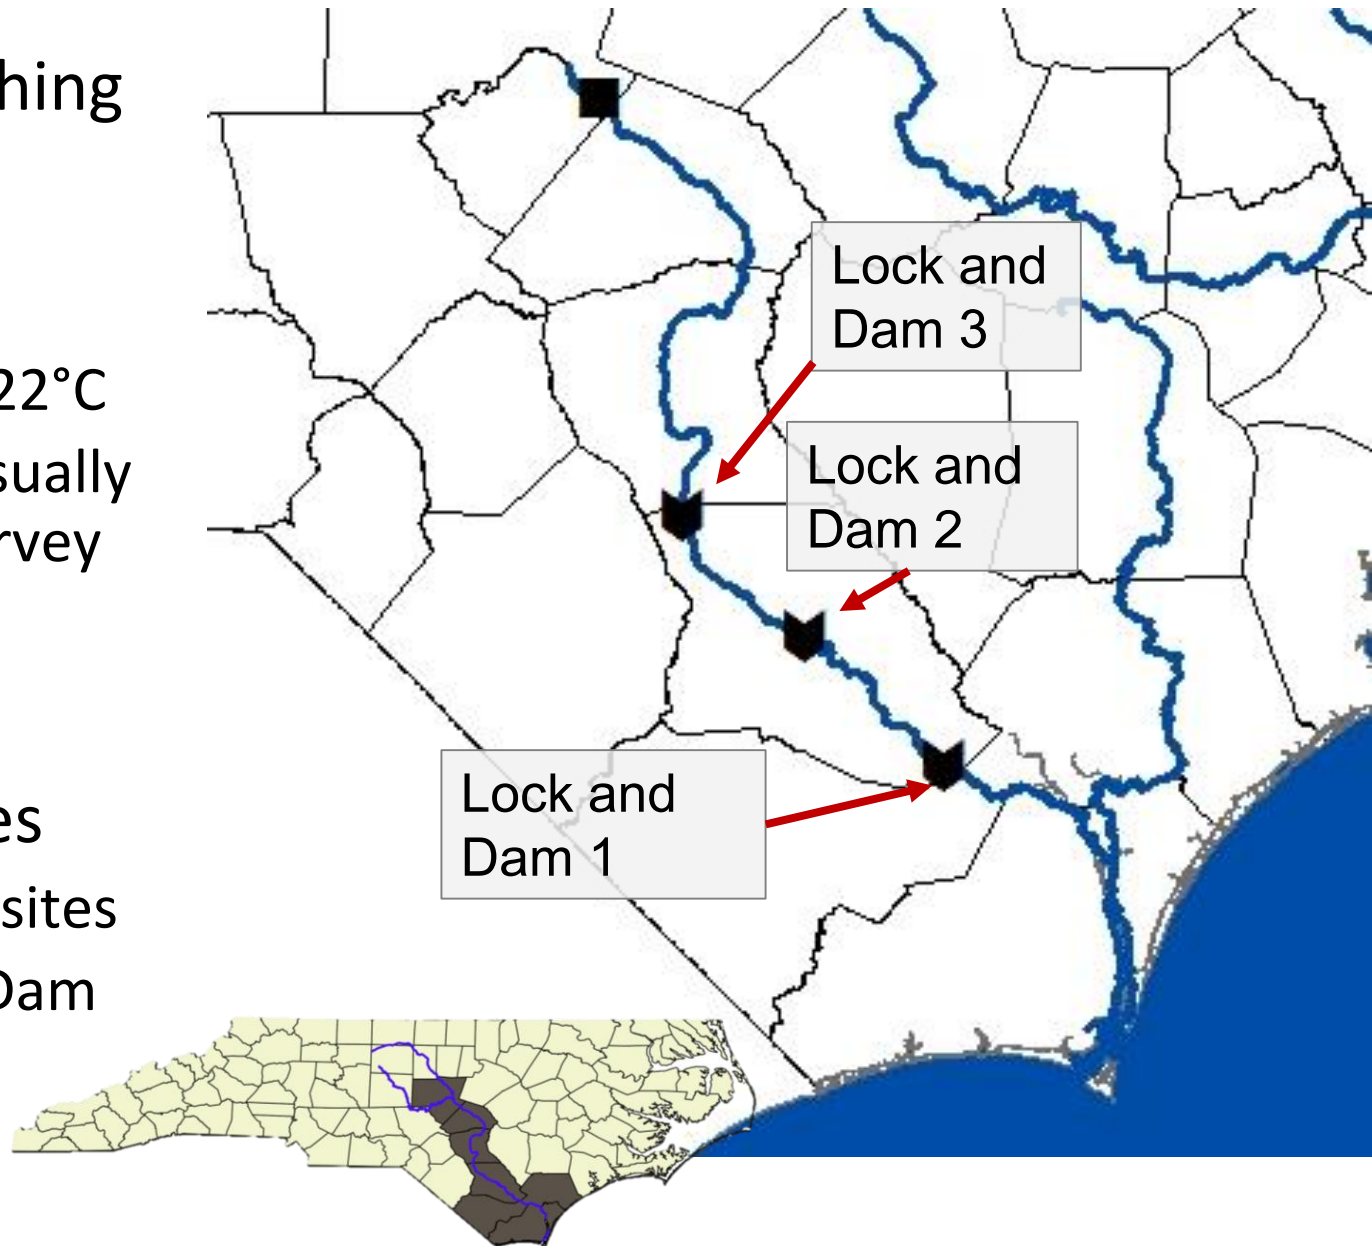 hing
22°C
sually
rvey
es
sites
Dam
Lock and
Dam 3
Lock and
Dam 2
Lock and
Dam 1